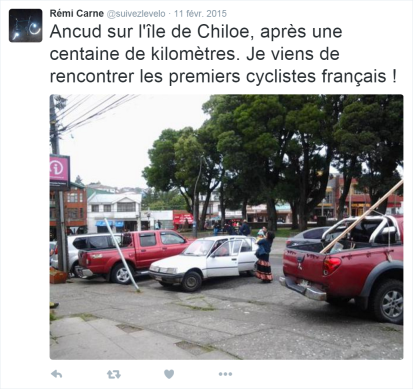 Rémi Carne @suivezlevelo · 11 févr. 2015
Ancud sur l'île de Chiloe, après une
centaine de kilomètres. Je viens de
rencontrer les premiers cyclistes français !
i